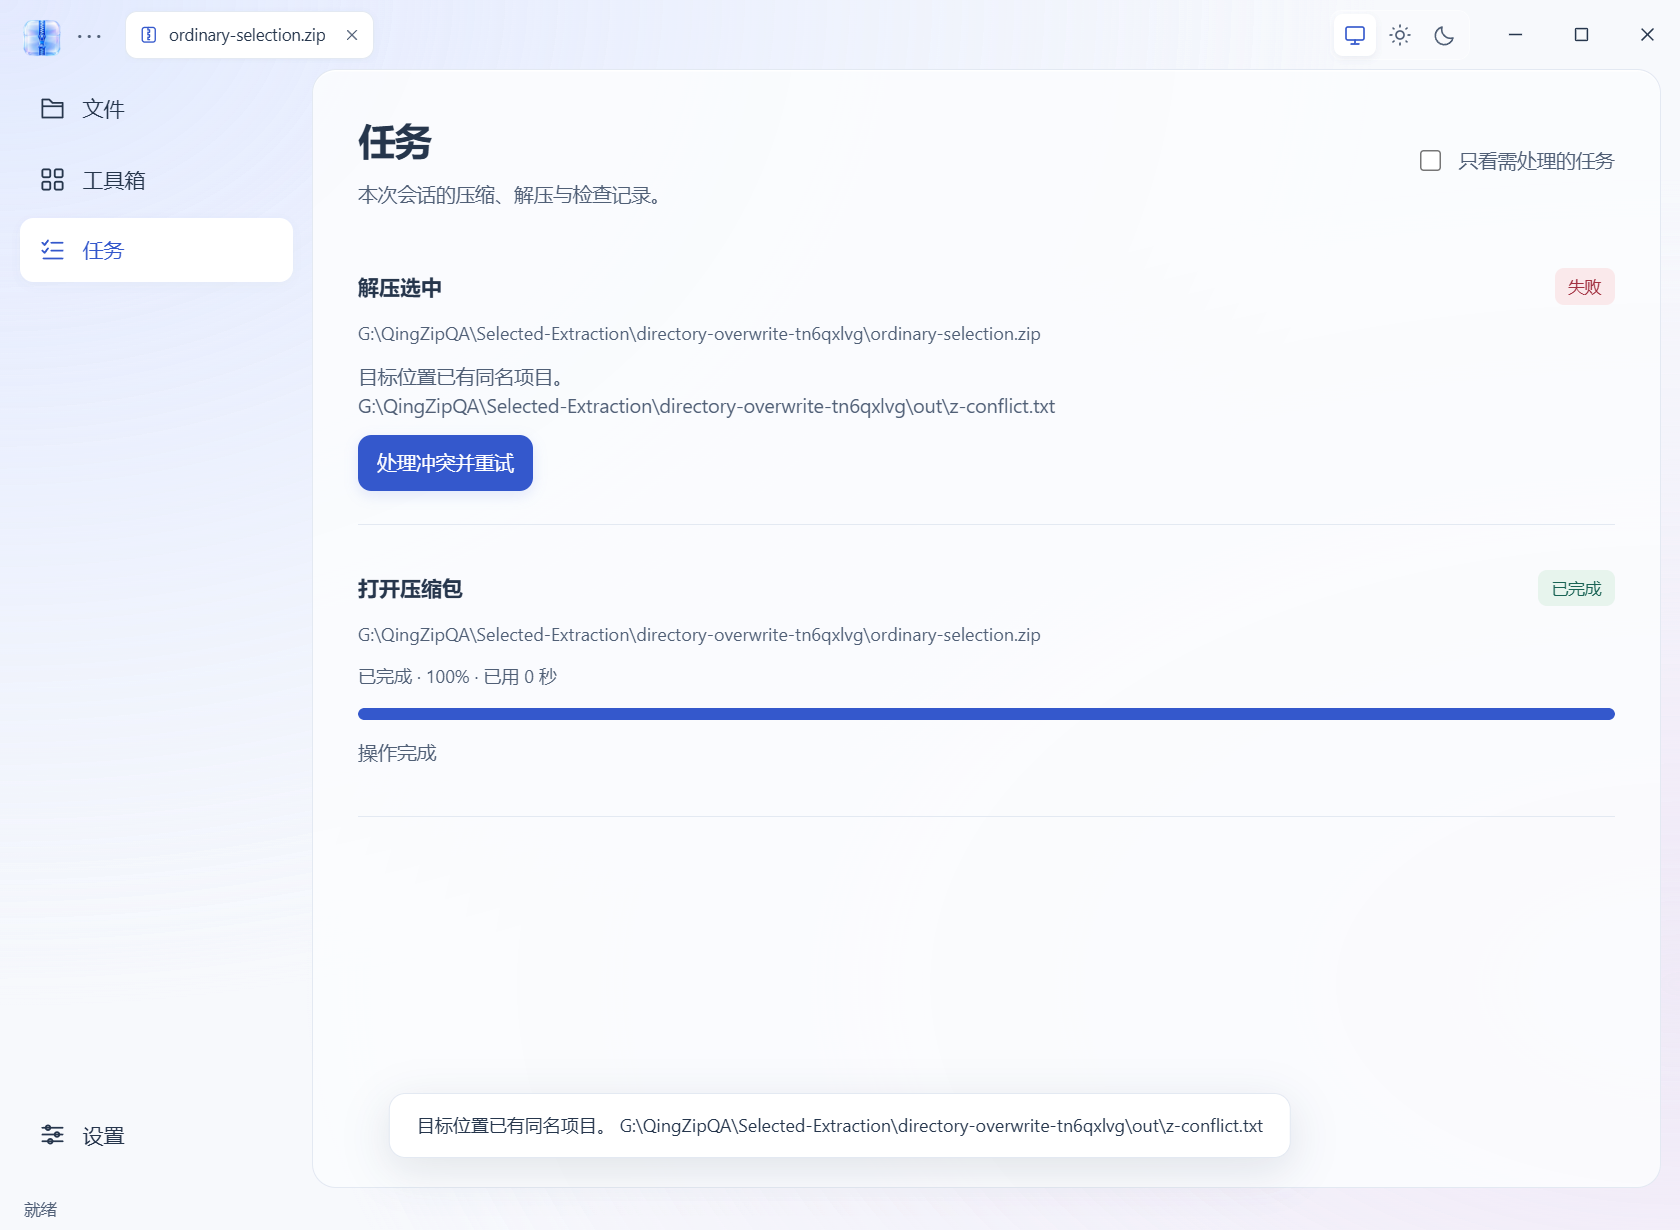 ordinary-selection.zip
文件
工具箱
任务
任务
本次会话的压缩、解压与检查记录。
只看需处理的任务
解压选中
失败
G:\QingZipQA\Selected-Extraction\directory-overwrite-tn6qxlvg\ordinary-selection.zip
目标位置已有同名项目。
G:\QingZipQA\Selected-Extraction\directory-overwrite-tn6qxlvg\out\z-conflict.txt
处理冲突并重试
打开压缩包
已完成
G:\QingZipQA\Selected-Extraction\directory-overwrite-tn6qxlvg\ordinary-selection.zip
已完成 · 100% · 已用 0 秒
操作完成
目标位置已有同名项目。 G:\QingZipQA\Selected-Extraction\directory-overwrite-tn6qxlvg\out\z-conflict.txt
设置
就绪